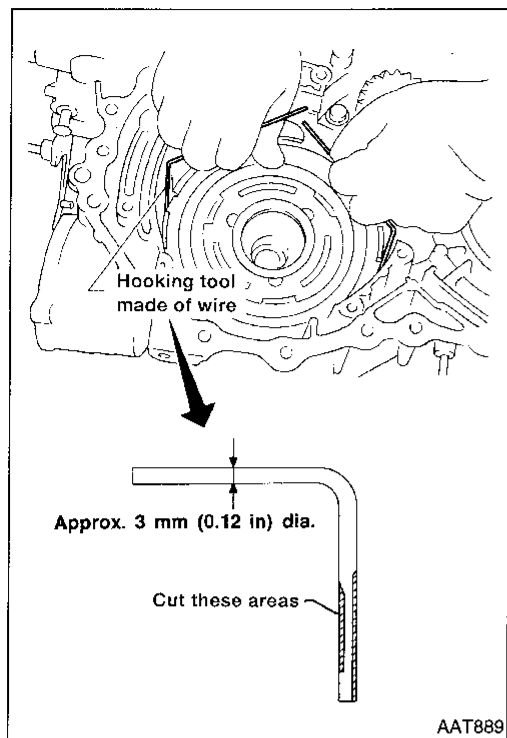 Hooking tool
made of wire
Approx. 3 mm (0.12 in) dia.
Cut these areas
AAT889